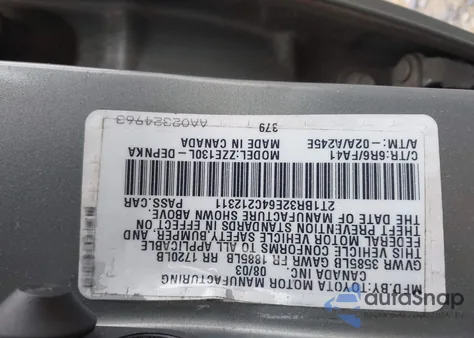 MFD.BY:TOYOTA MOTOR MANUFACTURING
CANADA INC. 08/03
GVWR 3585LB GAWR FR 1885LB RR 1720LB
THIS VEHICLE CONFORMS TO ALL APPLICABLE
FEDERAL MOTOR VEHICLE SAFETY, BUMPER, AND
THEFT PREVENTION STANDARDS IN EFFECT ON
THE DATE OF MANUFACTURE SHOWN ABOVE.
2T1BR32E64C212311 PASS.CAR
C/TR:6R6/FA41 MODEL:ZZE130L-DEPNKA
A/TM:-02A/A245E MADE IN CANADA
379 AA02324963
autoSnap